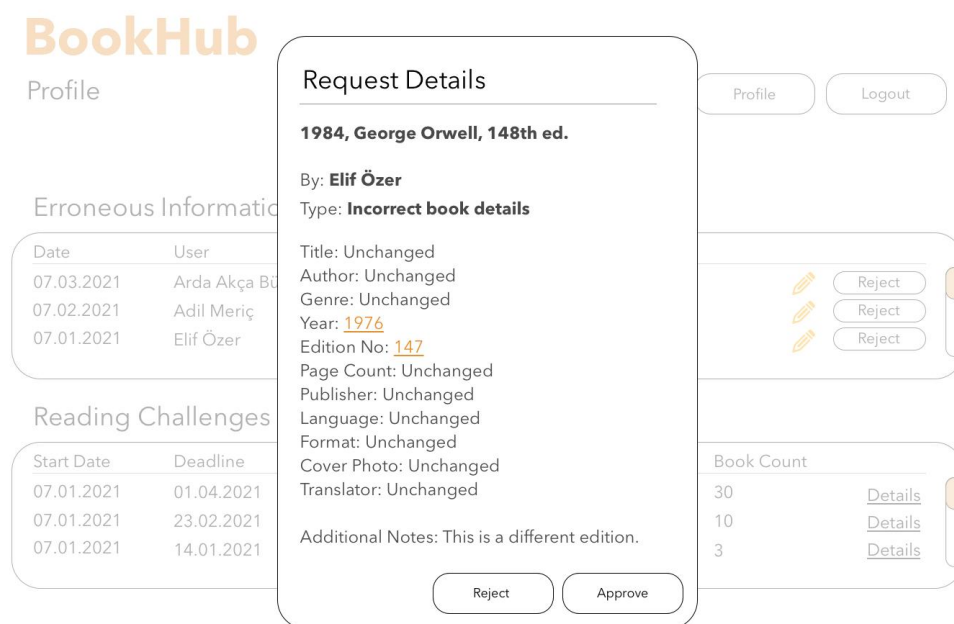 BookHub
Profile
Profile
Logout
Request Details
1984, George Orwell, 148th ed.
By: Elif Özer
Type: Incorrect book details
Title: Unchanged
Author: Unchanged
Genre: Unchanged
Year: 1976
Edition No: 147
Page Count: Unchanged
Publisher: Unchanged
Language: Unchanged
Format: Unchanged
Cover Photo: Unchanged
Translator: Unchanged
Additional Notes: This is a different edition.
Reject Approve
Erroneous
Date User
07.03.2021 Arda Akça Reject
07.02.2021 Adil Meriç Reject
07.01.2021 Elif Özer Reject
Reading Challenges
Start Date Deadline Book Count
07.01.2021 01.04.2021 30 Details
07.01.2021 23.02.2021 10 Details
07.01.2021 14.01.2021 3 Details